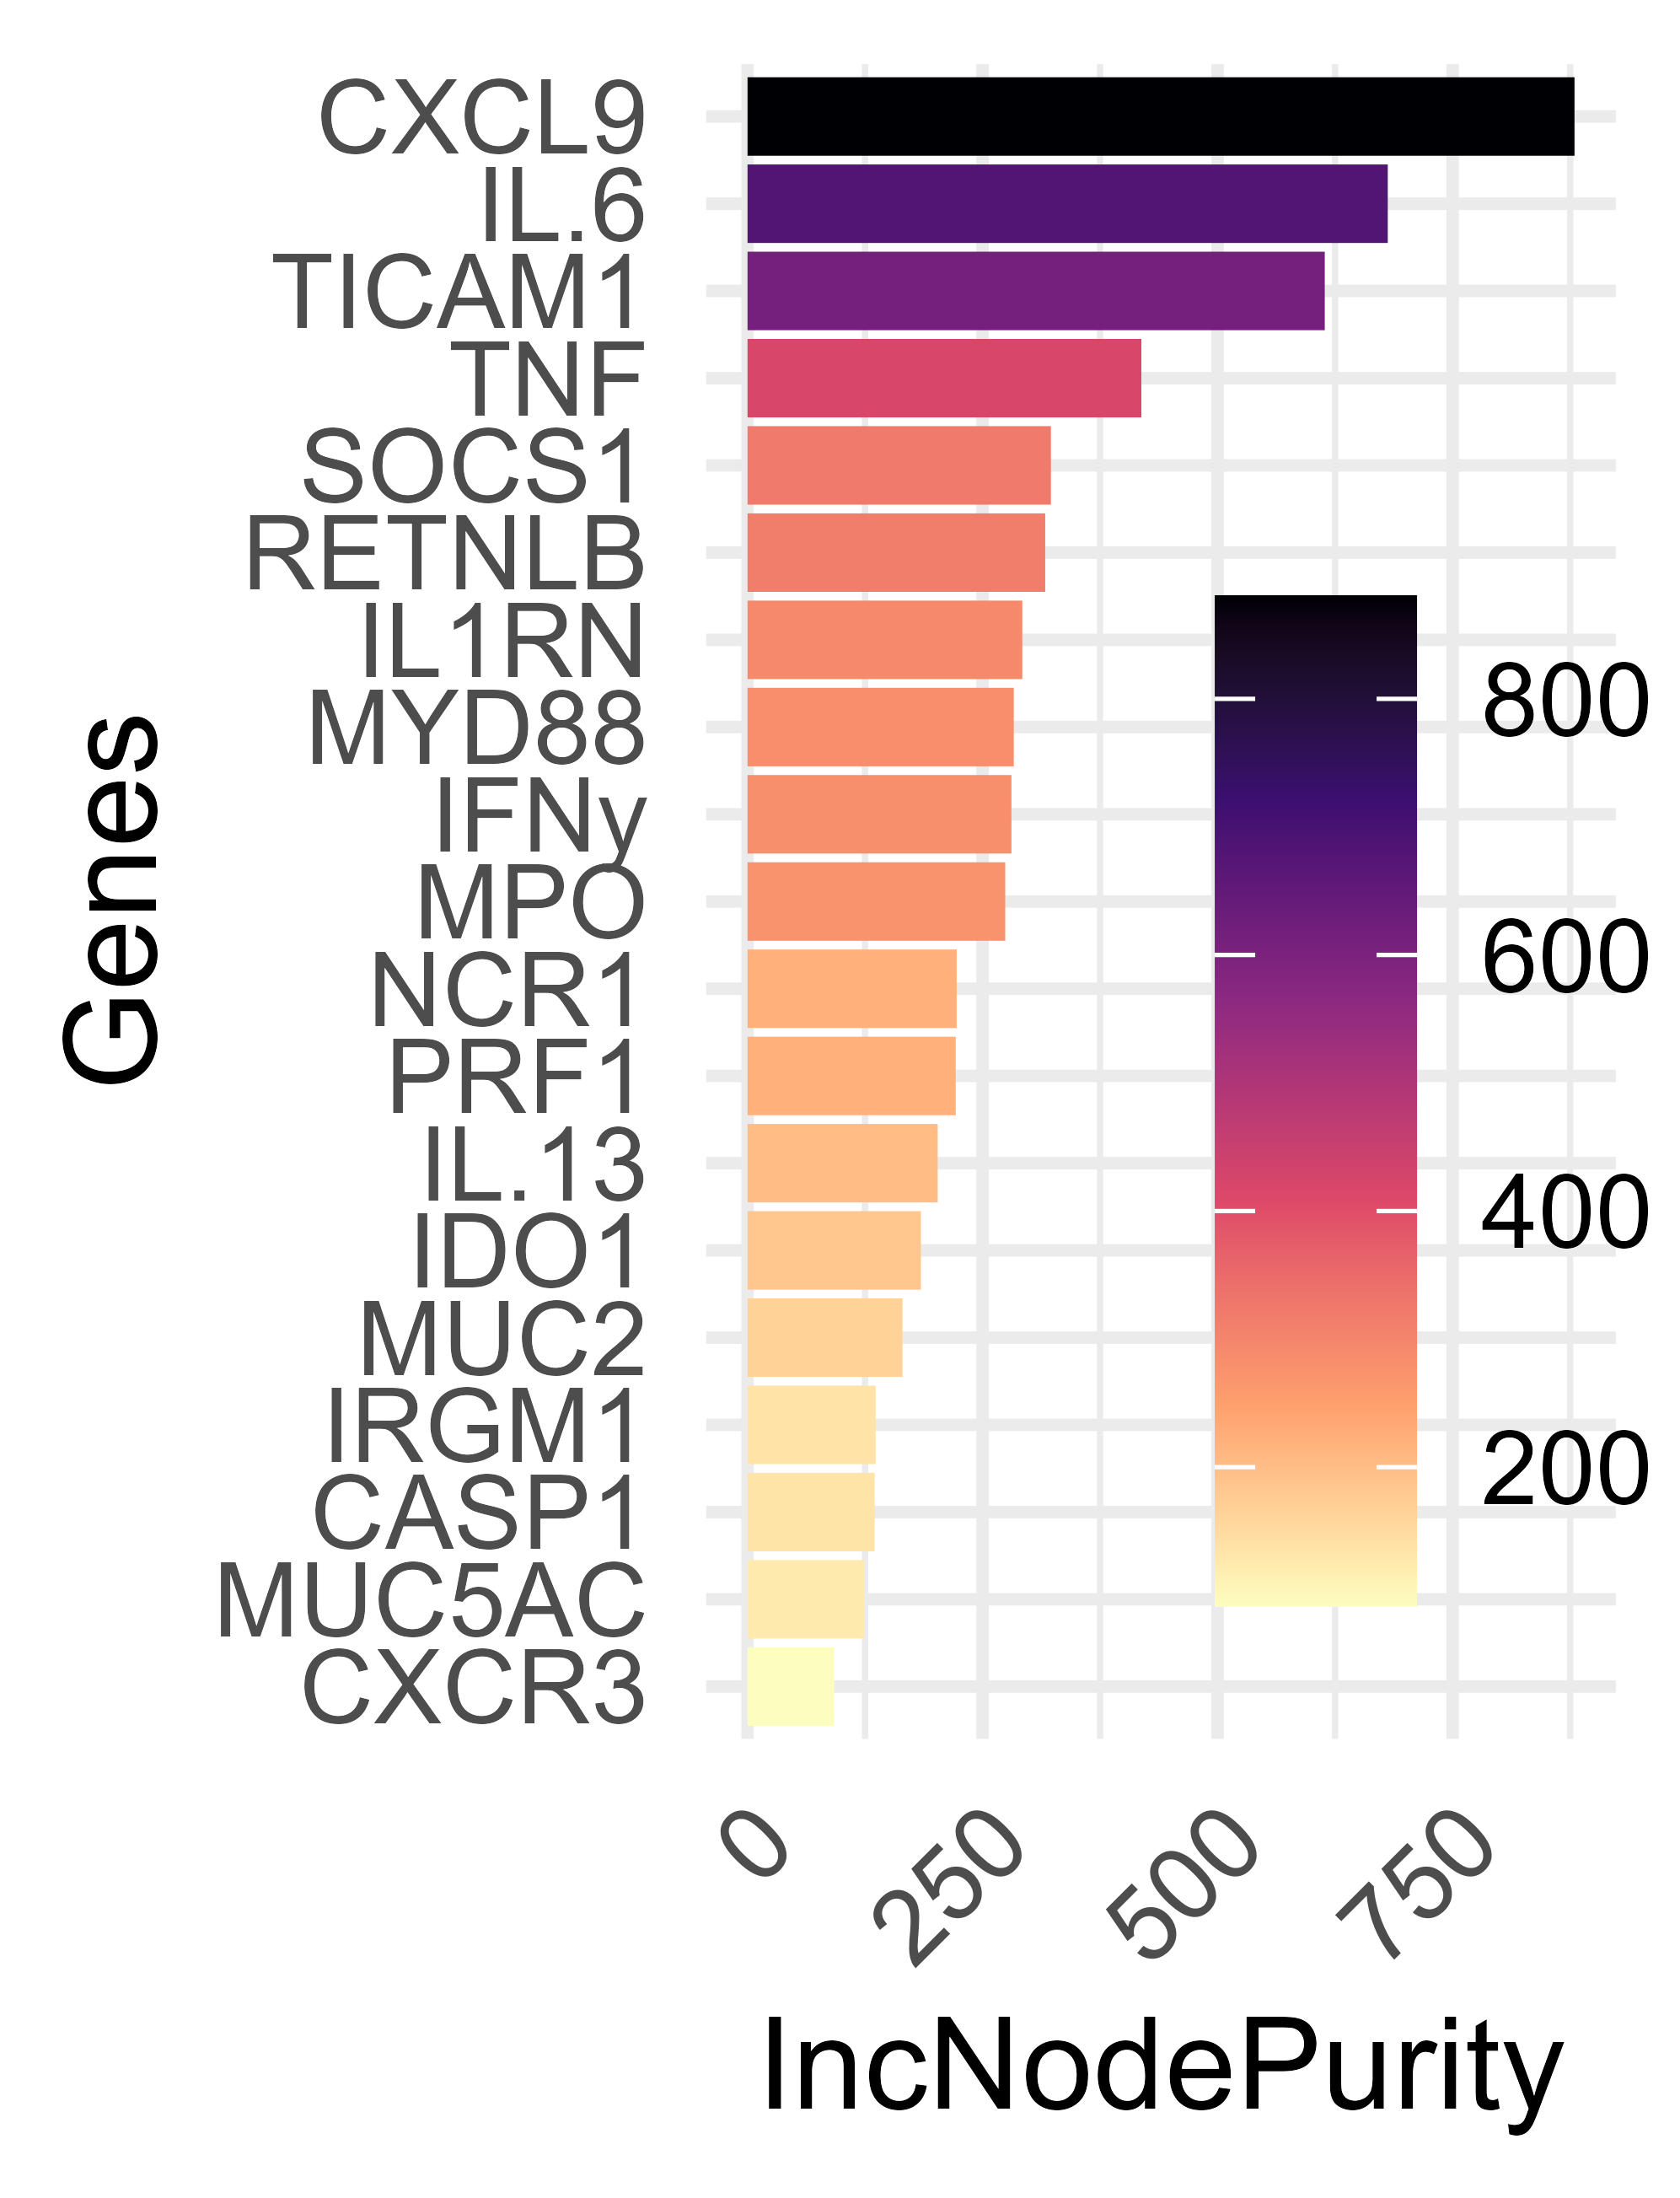 Genes
CXCL9
IL.6
TICAM1
TNF
SOCS1
RETNLB
IL1RN
MYD88
IFNy
MPO
NCR1
PRF1
IL.13
IDO1
MUC2
IRGM1
CASP1
MUC5AC
CXCR3
800
600
400
200
0
250
500
750
IncNodePurity